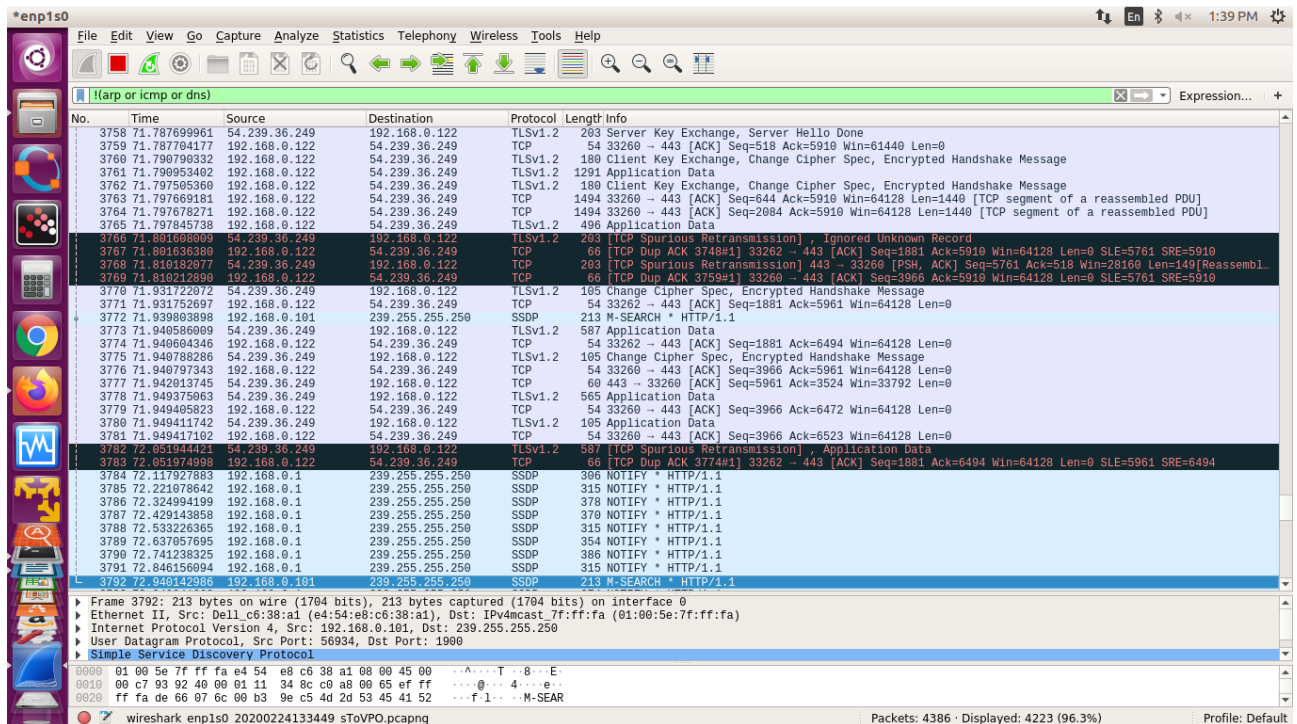 *enp1s0 En 1:39 PM
File Edit View Go Capture Analyze Statistics Telephony Wireless Tools Help
!(arp or icmp or dns) Expression... +
No. Time Source Destination Protocol Length Info
3758 71.787699961 54.239.36.249 192.168.0.122 TLSv1.2 203 Server Key Exchange, Server Hello Done
3759 71.787704177 192.168.0.122 54.239.36.249 TCP 54 33260 → 443 [ACK] Seq=518 Ack=5910 Win=61440 Len=0
3760 71.790790332 192.168.0.122 54.239.36.249 TLSv1.2 180 Client Key Exchange, Change Cipher Spec, Encrypted Handshake Message
3761 71.790953402 192.168.0.122 54.239.36.249 TLSv1.2 1291 Application Data
3762 71.797505360 192.168.0.122 54.239.36.249 TLSv1.2 180 Client Key Exchange, Change Cipher Spec, Encrypted Handshake Message
3763 71.797669181 192.168.0.122 54.239.36.249 TCP 1494 33260 → 443 [ACK] Seq=644 Ack=5910 Win=64128 Len=1440 [TCP segment of a reassembled PDU]
3764 71.797678271 192.168.0.122 54.239.36.249 TCP 1494 33260 → 443 [ACK] Seq=2084 Ack=5910 Win=64128 Len=1440 [TCP segment of a reassembled PDU]
3765 71.797845738 192.168.0.122 54.239.36.249 TLSv1.2 496 Application Data
3766 71.801608009 54.239.36.249 192.168.0.122 TLSv1.2 203 [TCP Spurious Retransmission] , Ignored Unknown Record
3767 71.801636380 192.168.0.122 54.239.36.249 TCP 66 [TCP Dup ACK 3748#1] 33262 → 443 [ACK] Seq=1881 Ack=5910 Win=64128 Len=0 SLE=5761 SRE=5910
3768 71.810182077 54.239.36.249 192.168.0.122 TCP 203 [TCP Spurious Retransmission] 443 → 33260 [PSH, ACK] Seq=5761 Ack=518 Win=28160 Len=149[Reassembl...
3769 71.810212890 192.168.0.122 54.239.36.249 TCP 66 [TCP Dup ACK 3759#1] 33260 → 443 [ACK] Seq=3966 Ack=5910 Win=64128 Len=0 SLE=5761 SRE=5910
3770 71.931722072 54.239.36.249 192.168.0.122 TLSv1.2 105 Change Cipher Spec, Encrypted Handshake Message
3771 71.931752697 192.168.0.122 54.239.36.249 TCP 54 33262 → 443 [ACK] Seq=1881 Ack=5961 Win=64128 Len=0
3772 71.939803898 192.168.0.101 239.255.255.250 SSDP 213 M-SEARCH * HTTP/1.1
3773 71.940586009 54.239.36.249 192.168.0.122 TLSv1.2 587 Application Data
3774 71.940604346 192.168.0.122 54.239.36.249 TCP 54 33262 → 443 [ACK] Seq=1881 Ack=6494 Win=64128 Len=0
3775 71.940788286 54.239.36.249 192.168.0.122 TLSv1.2 105 Change Cipher Spec, Encrypted Handshake Message
3776 71.940797343 192.168.0.122 54.239.36.249 TCP 54 33260 → 443 [ACK] Seq=3966 Ack=5961 Win=64128 Len=0
3777 71.942013745 54.239.36.249 192.168.0.122 TCP 60 443 → 33260 [ACK] Seq=5961 Ack=3524 Win=33792 Len=0
3778 71.949375063 54.239.36.249 192.168.0.122 TLSv1.2 565 Application Data
3779 71.949405823 192.168.0.122 54.239.36.249 TCP 54 33260 → 443 [ACK] Seq=3966 Ack=6472 Win=64128 Len=0
3780 71.949411742 54.239.36.249 192.168.0.122 TLSv1.2 105 Application Data
3781 71.949417102 192.168.0.122 54.239.36.249 TCP 54 33260 → 443 [ACK] Seq=3966 Ack=6523 Win=64128 Len=0
3782 72.051944421 54.239.36.249 192.168.0.122 TLSv1.2 587 [TCP Spurious Retransmission] , Application Data
3783 72.051974998 192.168.0.122 54.239.36.249 TCP 66 [TCP Dup ACK 3774#1] 33262 → 443 [ACK] Seq=1881 Ack=6494 Win=64128 Len=0 SLE=5961 SRE=6494
3784 72.117927883 192.168.0.1 239.255.255.250 SSDP 306 NOTIFY * HTTP/1.1
3785 72.221078642 192.168.0.1 239.255.255.250 SSDP 315 NOTIFY * HTTP/1.1
3786 72.324994199 192.168.0.1 239.255.255.250 SSDP 378 NOTIFY * HTTP/1.1
3787 72.429143858 192.168.0.1 239.255.255.250 SSDP 370 NOTIFY * HTTP/1.1
3788 72.533226365 192.168.0.1 239.255.255.250 SSDP 315 NOTIFY * HTTP/1.1
3789 72.637057695 192.168.0.1 239.255.255.250 SSDP 354 NOTIFY * HTTP/1.1
3790 72.741238325 192.168.0.1 239.255.255.250 SSDP 386 NOTIFY * HTTP/1.1
3791 72.846156094 192.168.0.1 239.255.255.250 SSDP 315 NOTIFY * HTTP/1.1
3792 72.940142986 192.168.0.101 239.255.255.250 SSDP 213 M-SEARCH * HTTP/1.1
Frame 3792: 213 bytes on wire (1704 bits), 213 bytes captured (1704 bits) on interface 0
Ethernet II, Src: Dell_c6:38:a1 (e4:54:e8:c6:38:a1), Dst: IPv4mcast_7f:ff:fa (01:00:5e:7f:ff:fa)
Internet Protocol Version 4, Src: 192.168.0.101, Dst: 239.255.255.250
User Datagram Protocol, Src Port: 56934, Dst Port: 1900
Simple Service Discovery Protocol
0000 01 00 5e 7f ff fa e4 54 e8 c6 38 a1 08 00 45 00 ··^····T ··8···E·
0010 00 c7 93 92 40 00 01 11 34 8c c0 a8 00 65 ef ff ····@··· 4····e··
0020 ff fa de 66 07 6c 00 b3 9e c5 4d 2d 53 45 41 52 ···f·l·· ··M-SEAR
wireshark_enp1s0_20200224133449_sToVPO.pcapng Packets: 4386 · Displayed: 4223 (96.3%) Profile: Default